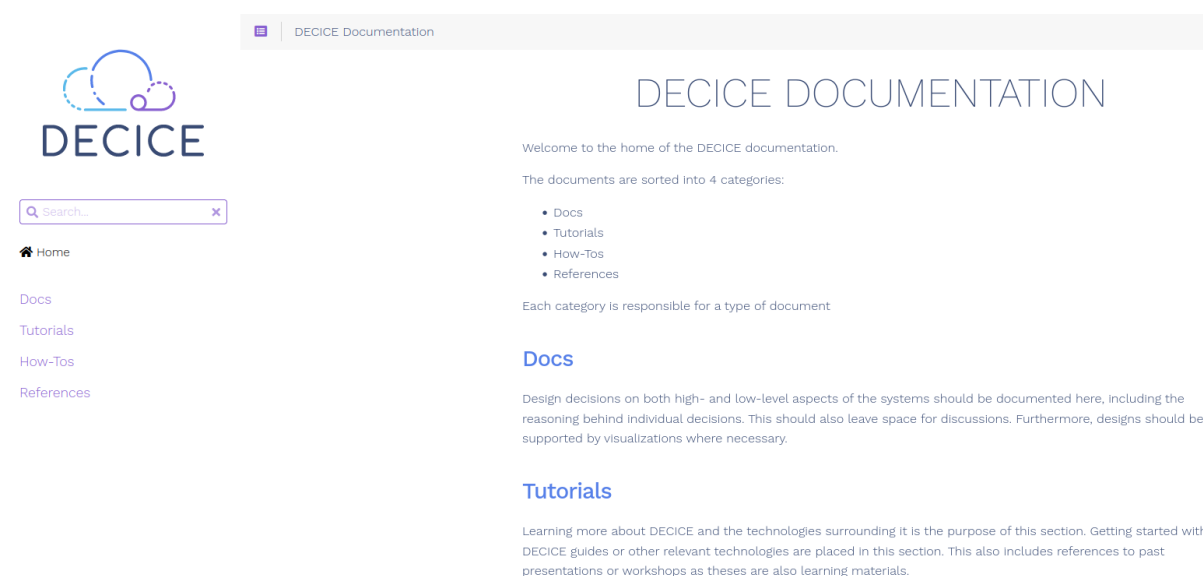 DECICE Documentation
DECICE
Search...
Home
Docs
Tutorials
How-Tos
References
DECICE DOCUMENTATION
Welcome to the home of the DECICE documentation.
The documents are sorted into 4 categories:
Docs
Tutorials
How-Tos
References
Each category is responsible for a type of document
Docs
Design decisions on both high- and low-level aspects of the systems should be documented here, including the
reasoning behind individual decisions. This should also leave space for discussions. Furthermore, designs should be
supported by visualizations where necessary.
Tutorials
Learning more about DECICE and the technologies surrounding it is the purpose of this section. Getting started with
DECICE guides or other relevant technologies are placed in this section. This also includes references to past
presentations or workshops as theses are also learning materials.